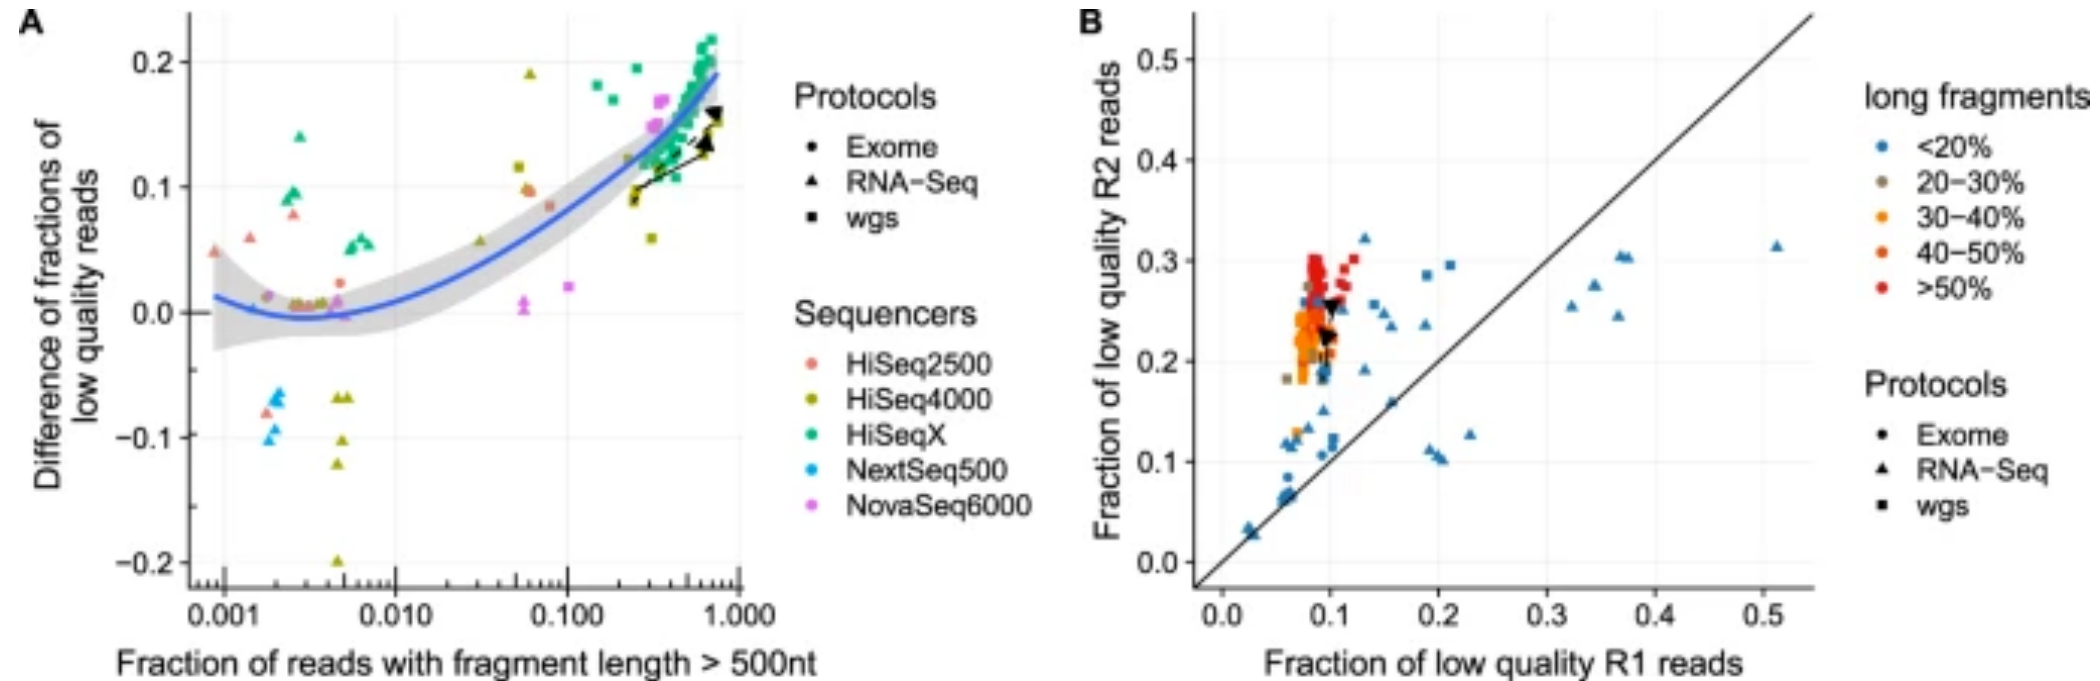 A
Difference of fractions of
low quality reads
0.2
0.1
0.0
−0.1
−0.2
0.001 0.010 0.100 1.000
Fraction of reads with fragment length > 500nt
Protocols
Exome
RNA−Seq
wgs
Sequencers
HiSeq2500
HiSeq4000
HiSeqX
NextSeq500
NovaSeq6000
B
Fraction of low quality R2 reads
0.5
0.4
0.3
0.2
0.1
0.0
0.0 0.1 0.2 0.3 0.4 0.5
Fraction of low quality R1 reads
long fragments
<20%
20−30%
30−40%
40−50%
>50%
Protocols
Exome
RNA−Seq
wgs